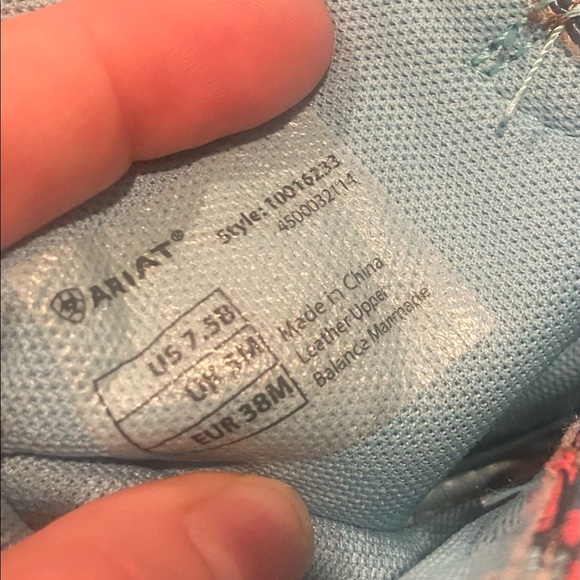 ARIAT®
Style: 10016233
4500032114
US 7.5B
UK 5M
EUR 38M
Made in China
Leather Upper
Balance Manmade